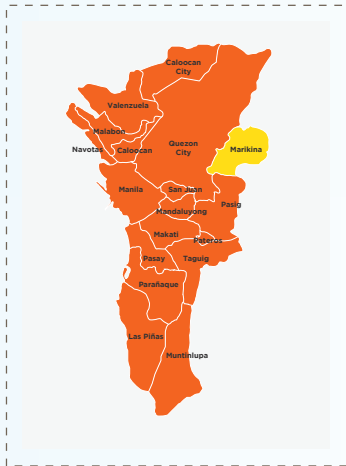 Caloocan
City
Valenzuela
Malabon
Navotas
Caloocan
Quezon
City
Marikina
Manila
San Juan
Mandaluyong
Pasig
Makati
Pateros
Pasay
Taguig
Parañaque
Las Piñas
Muntinlupa